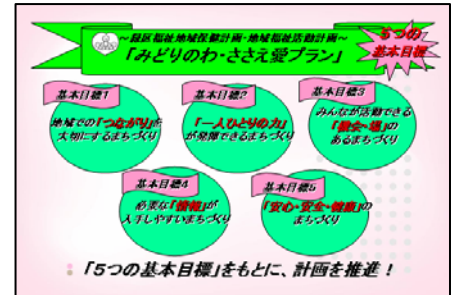 ～緑区福祉地域保健計画・地域福祉活動計画～
「みどりのわ・ささえ愛プラン」
5つの
基本目標
基本目標1
地域での「つながり」を
大切にするまちづくり
基本目標2
「一人ひとりの力」
が発揮できるまちづくり
基本目標3
みんなが活動できる
「機会・場」の
あるまちづくり
基本目標4
必要な「情報」が
入手しやすいまちづくり
基本目標5
「安心・安全・健康」の
まちづくり
「5つの基本目標」をもとに、計画を推進！